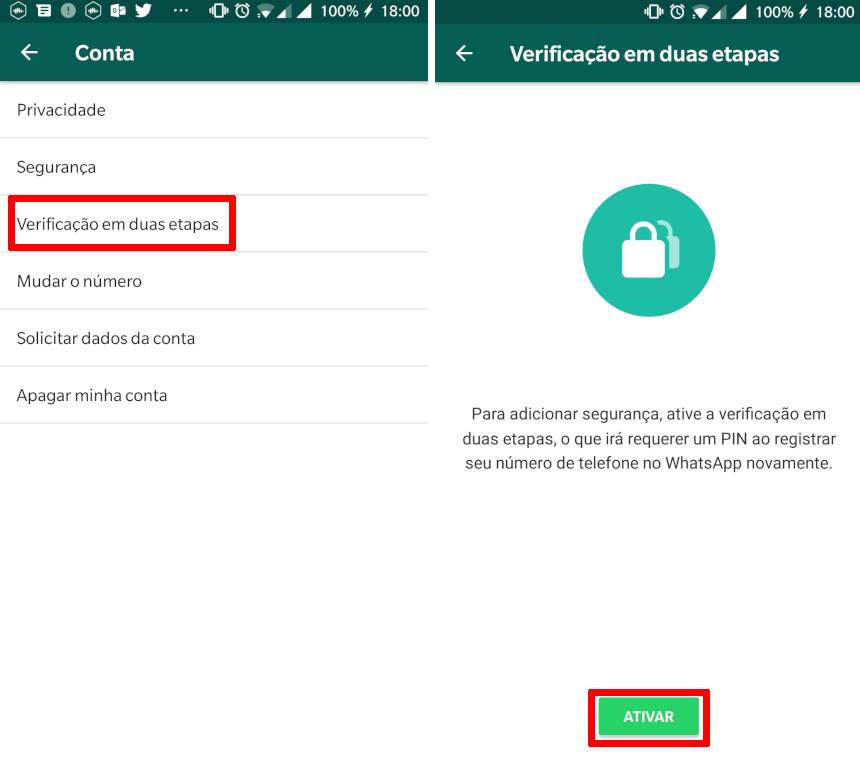 100% 18:00
Conta
Privacidade
Segurança
Verificação em duas etapas
Mudar o número
Solicitar dados da conta
Apagar minha conta
100% 18:00
Verificação em duas etapas
Para adicionar segurança, ative a verificação em
duas etapas, o que irá requerer um PIN ao registrar
seu número de telefone no WhatsApp novamente.
ATIVAR